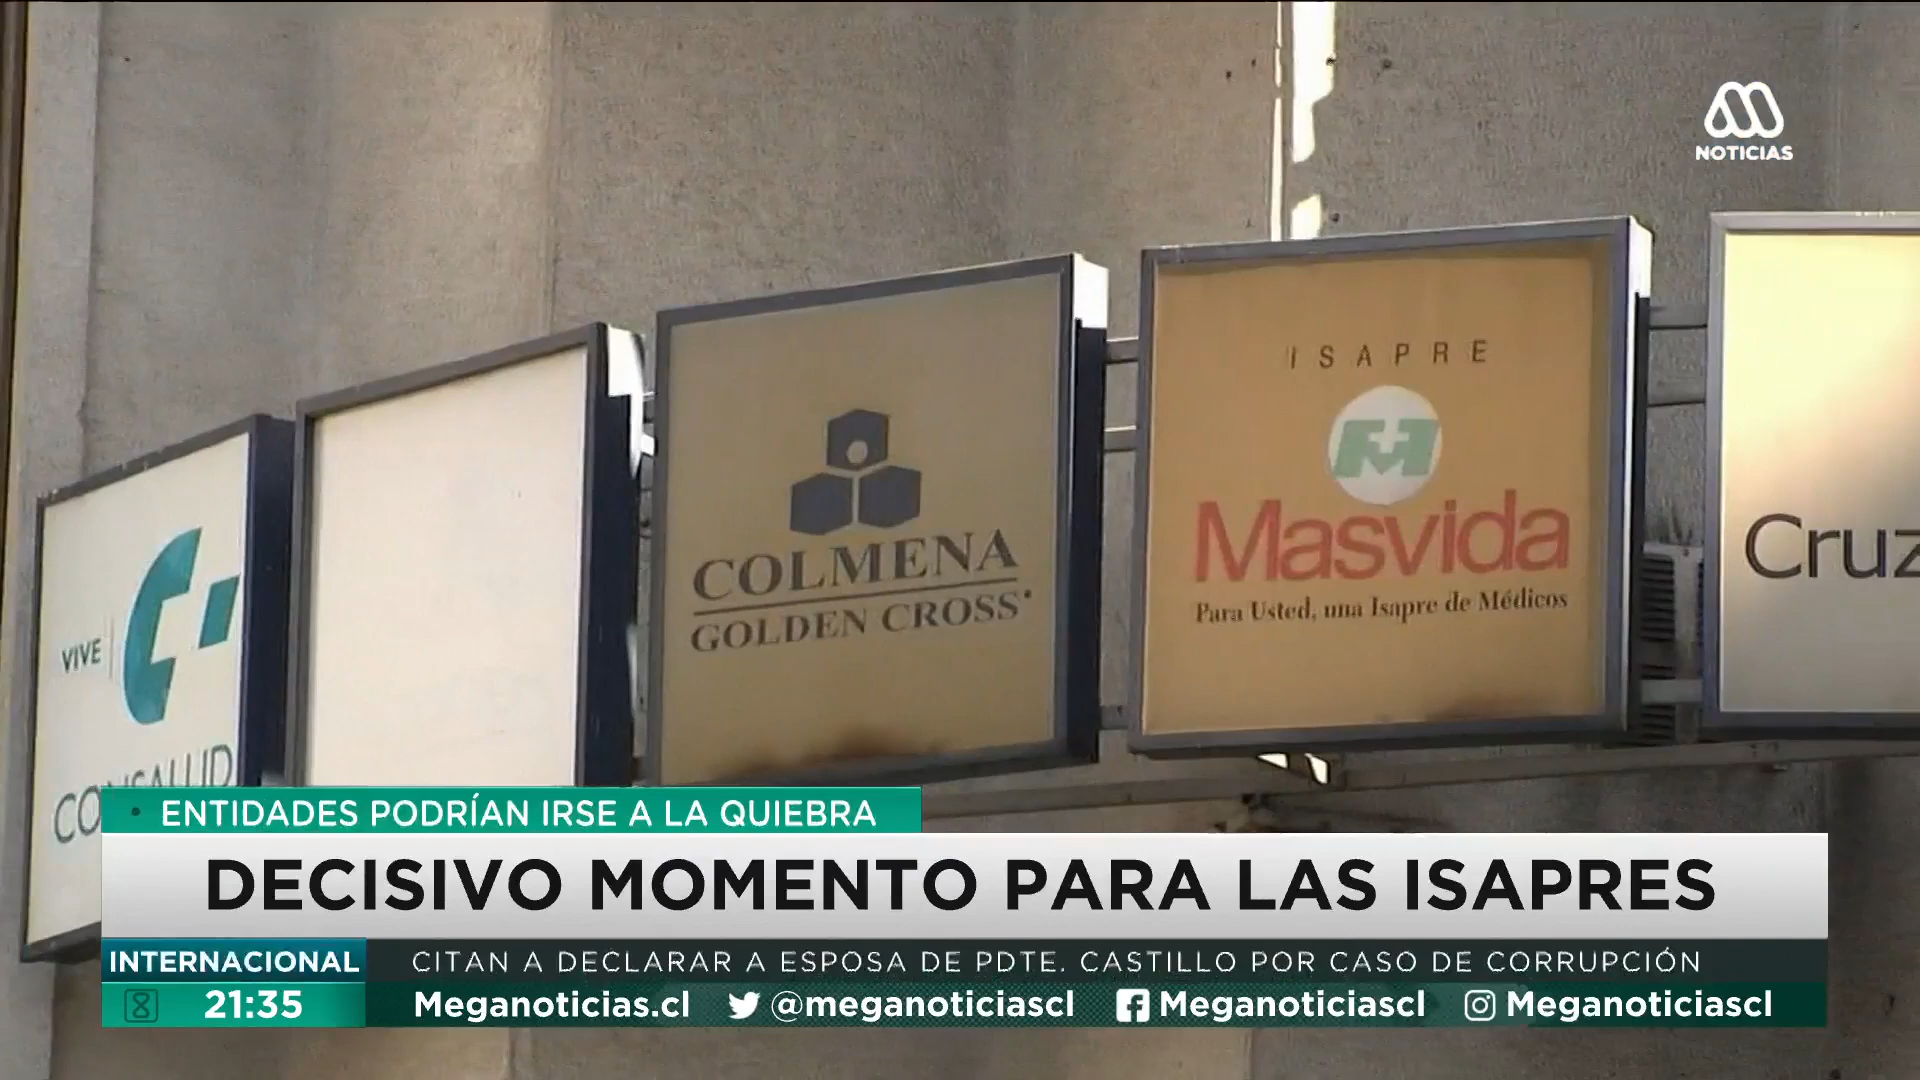 NOTICIAS
VIVE
CONSALUD
COLMENA
GOLDEN CROSS
ISAPRE
Masvida
Para Usted, una Isapre de Médicos
Cruz
ENTIDADES PODRÍAN IRSE A LA QUIEBRA
DECISIVO MOMENTO PARA LAS ISAPRES
INTERNACIONAL CITAN A DECLARAR A ESPOSA DE PDTE. CASTILLO POR CASO DE CORRUPCIÓN
21:35 Meganoticias.cl @meganoticiascl Meganoticiascl Meganoticiascl